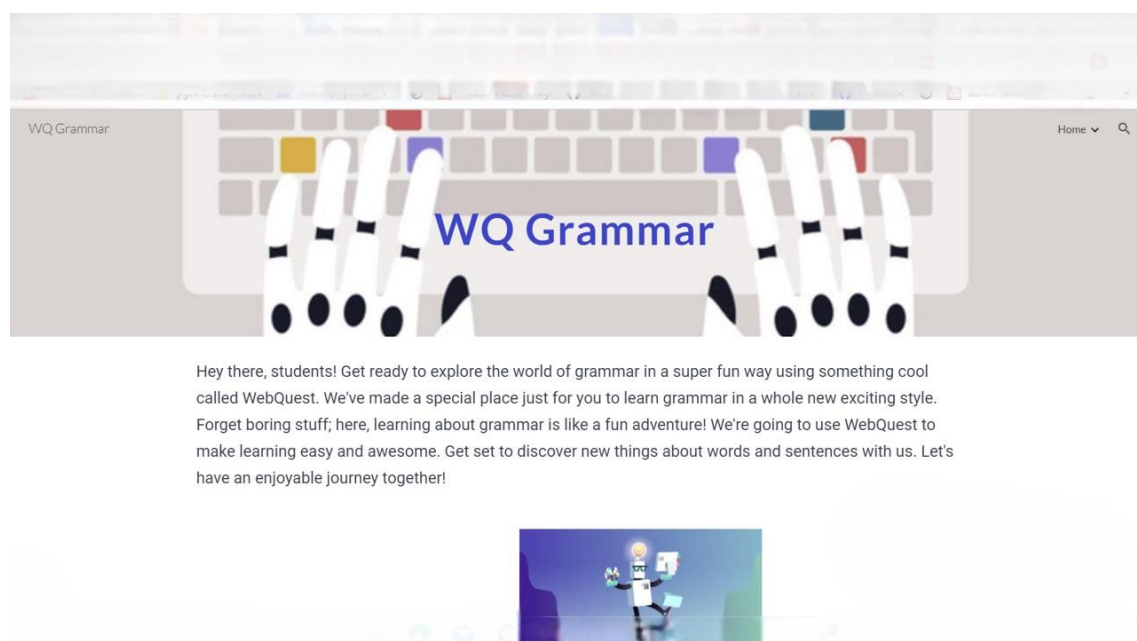 WQ Grammar
Home
WQ Grammar
Hey there, students! Get ready to explore the world of grammar in a super fun way using something cool
called WebQuest. We've made a special place just for you to learn grammar in a whole new exciting style.
Forget boring stuff; here, learning about grammar is like a fun adventure! We're going to use WebQuest to
make learning easy and awesome. Get set to discover new things about words and sentences with us. Let's
have an enjoyable journey together!